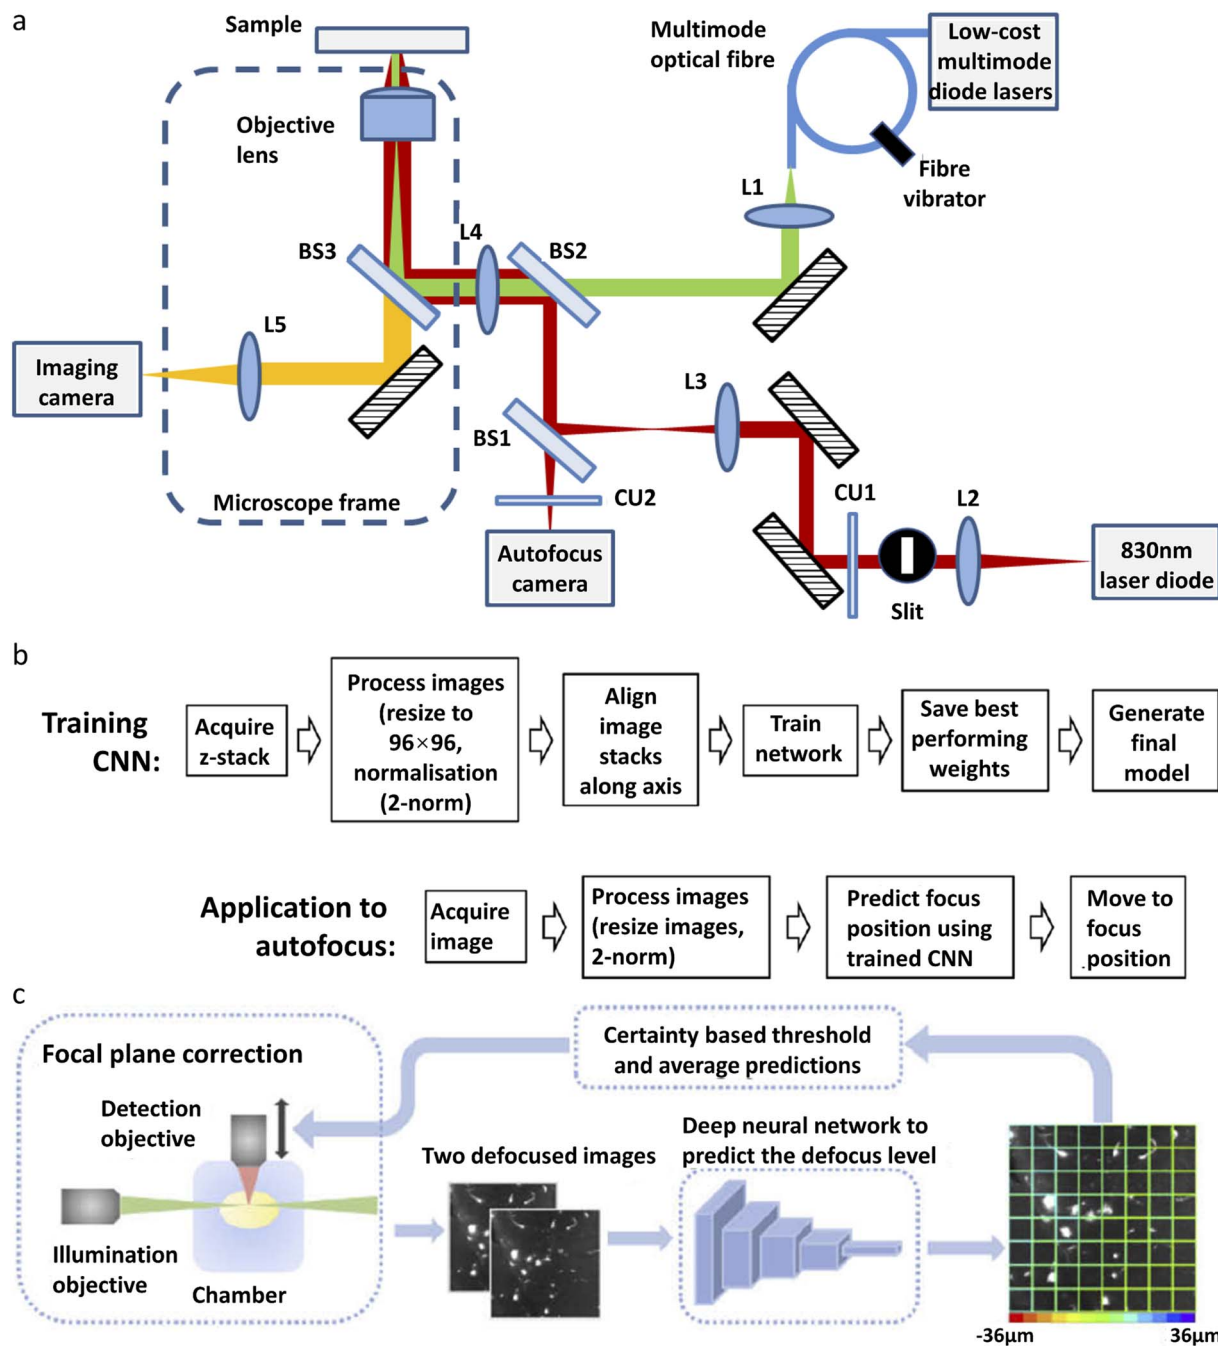 a
Sample
Multimode
optical fibre
Low-cost
multimode
diode lasers
Objective
lens
Fibre
vibrator
L1
BS3
L4
BS2
L5
Imaging
camera
L3
BS1
Microscope frame
CU2
CU1
L2
Autofocus
camera
Slit
830nm
laser diode
b
Training
CNN:
Acquire
z-stack
Process images
(resize to
96×96,
normalisation
(2-norm)
Align
image
stacks
along axis
Train
network
Save best
performing
weights
Generate
final
model
Application to
autofocus:
Acquire
image
Process images
(resize images,
2-norm)
Predict focus
position using
trained CNN
Move to
focus
position
c
Focal plane correction
Detection
objective
Illumination
objective
Chamber
Two defocused images
Certainty based threshold
and average predictions
Deep neural network to
predict the defocus level
-36μm
36μm